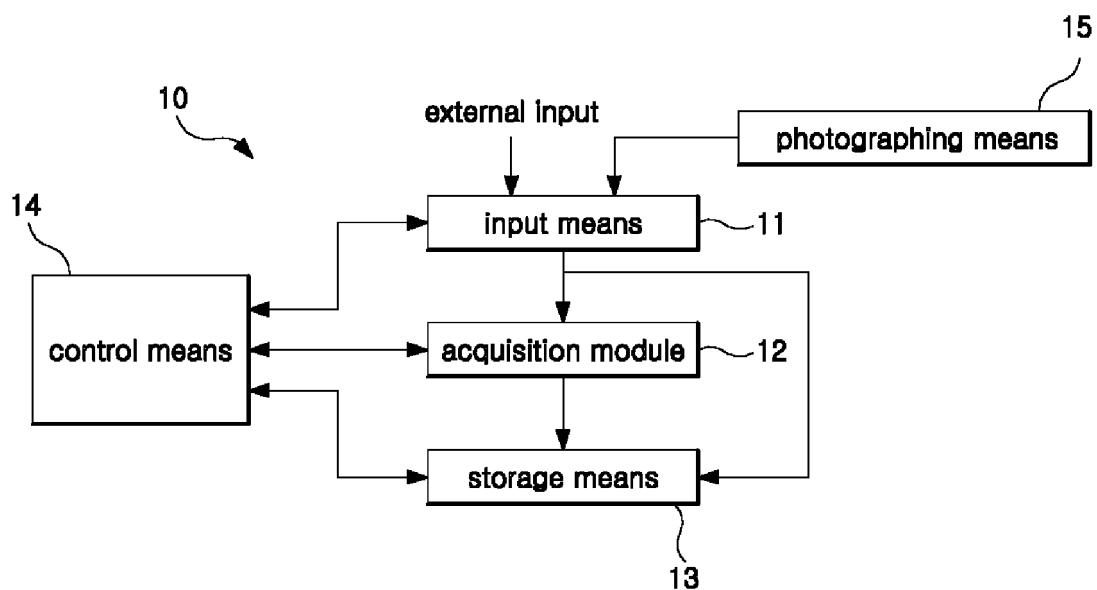 15
10
external input
photographing means
14
input means
11
control means
acquisition module
12
storage means
13